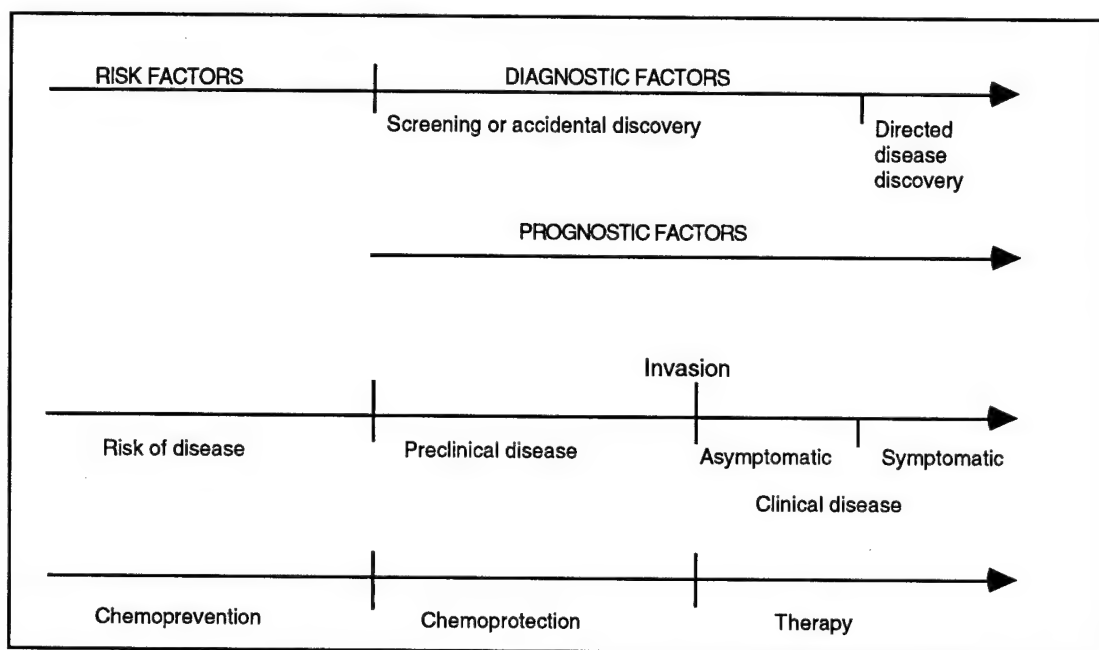 RISK FACTORS
DIAGNOSTIC FACTORS
Screening or accidental discovery
Directed
disease
discovery
PROGNOSTIC FACTORS
Invasion
Risk of disease
Preclinical disease
Asymptomatic
Symptomatic
Clinical disease
Chemoprevention
Chemoprotection
Therapy